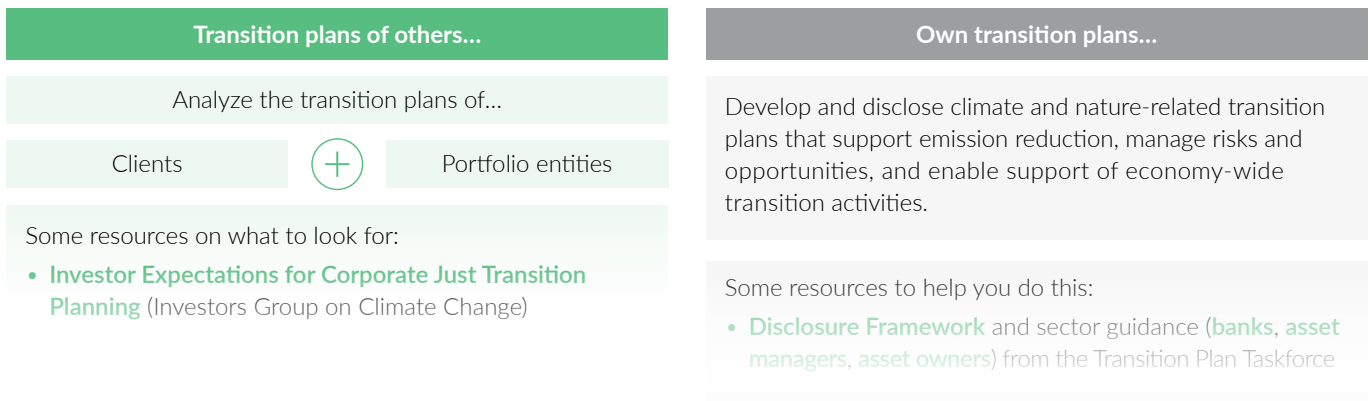 Transition plans of others...
Analyze the transition plans of...
Clients
Portfolio entities
Some resources on what to look for:
• Investor Expectations for Corporate Just Transition
Planning (Investors Group on Climate Change)
Own transition plans...
Develop and disclose climate and nature-related transition
plans that support emission reduction, manage risks and
opportunities, and enable support of economy-wide
transition activities.
Some resources to help you do this:
• Disclosure Framework and sector guidance (banks, asset
managers, asset owners) from the Transition Plan Taskforce